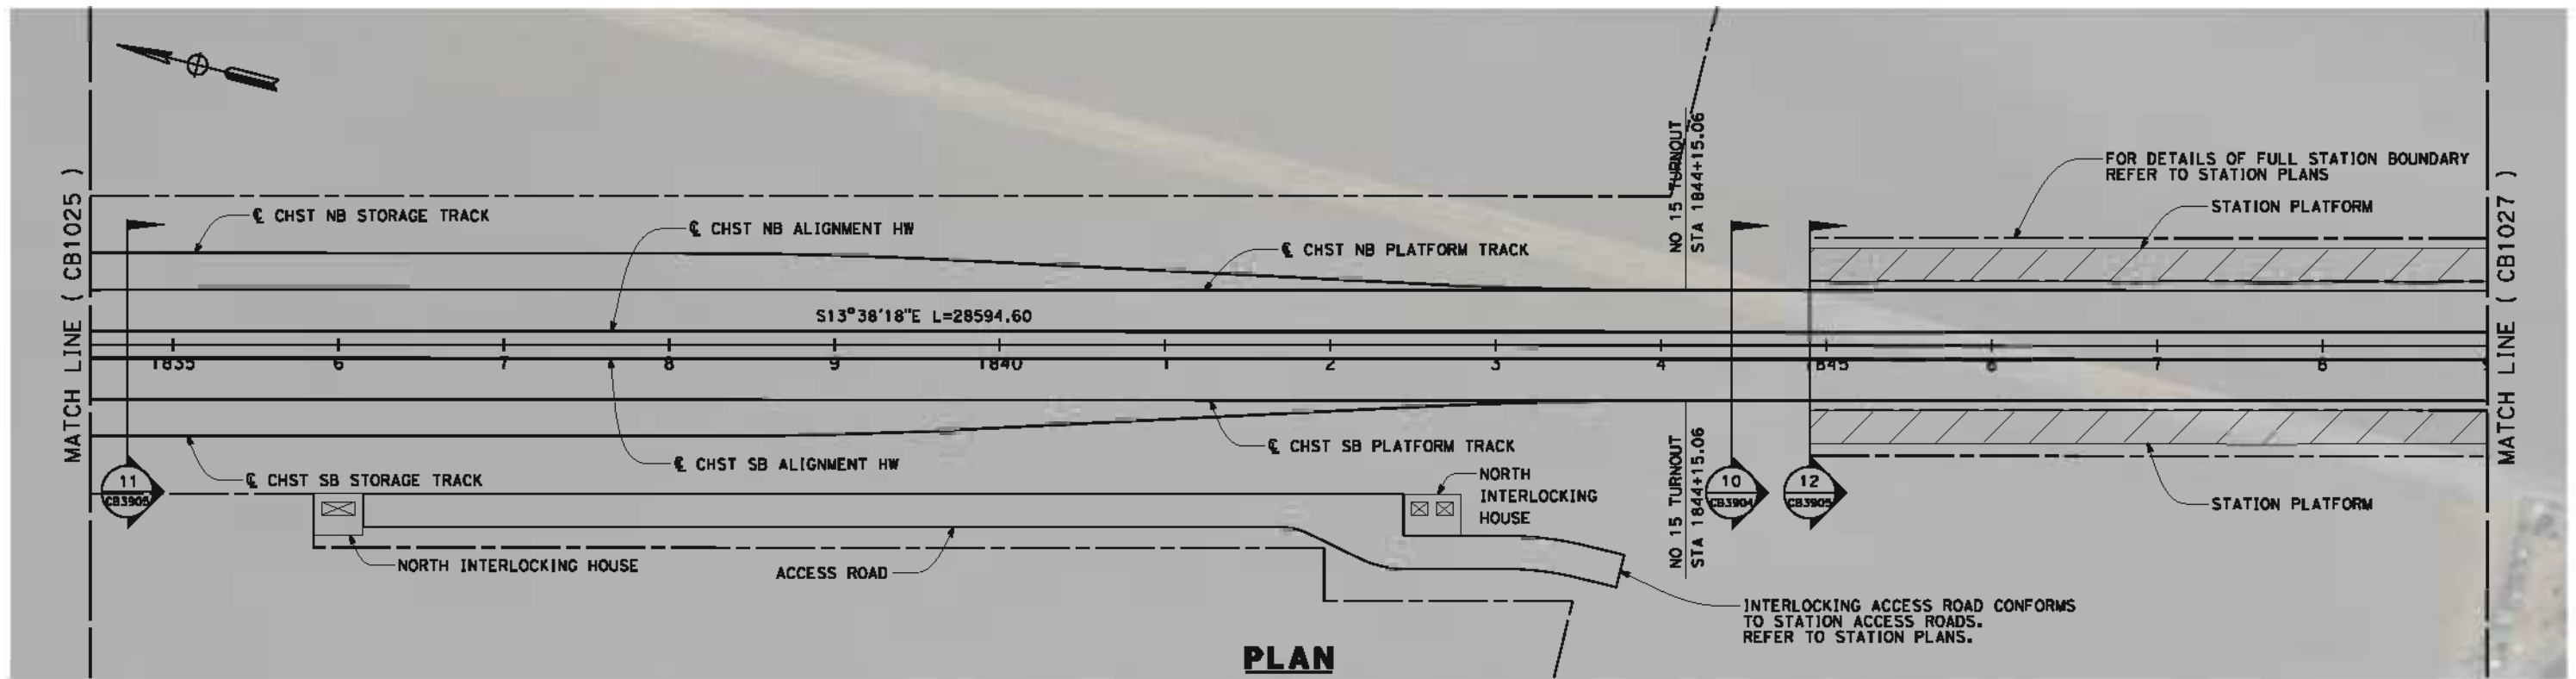 MATCH LINE ( CB1025 )
℄ CHST NB STORAGE TRACK
℄ CHST NB ALIGNMENT HW
℄ CHST NB PLATFORM TRACK
NO 15 TURNOUT
STA 1844+15.06
FOR DETAILS OF FULL STATION BOUNDARY
REFER TO STATION PLANS
STATION PLATFORM
MATCH LINE ( CB1027 )
S13°38'18"E L=28594.60
1835 6 7 8 9 1840 1 2 3 4 1845 6 7 8
℄ CHST SB STORAGE TRACK
℄ CHST SB ALIGNMENT HW
℄ CHST SB PLATFORM TRACK
11
CB3905
NORTH INTERLOCKING HOUSE
ACCESS ROAD
NORTH
INTERLOCKING
HOUSE
NO 15 TURNOUT
STA 1844+15.06
10
CB3904
12
CB3905
STATION PLATFORM
INTERLOCKING ACCESS ROAD CONFORMS
TO STATION ACCESS ROADS.
REFER TO STATION PLANS.
PLAN